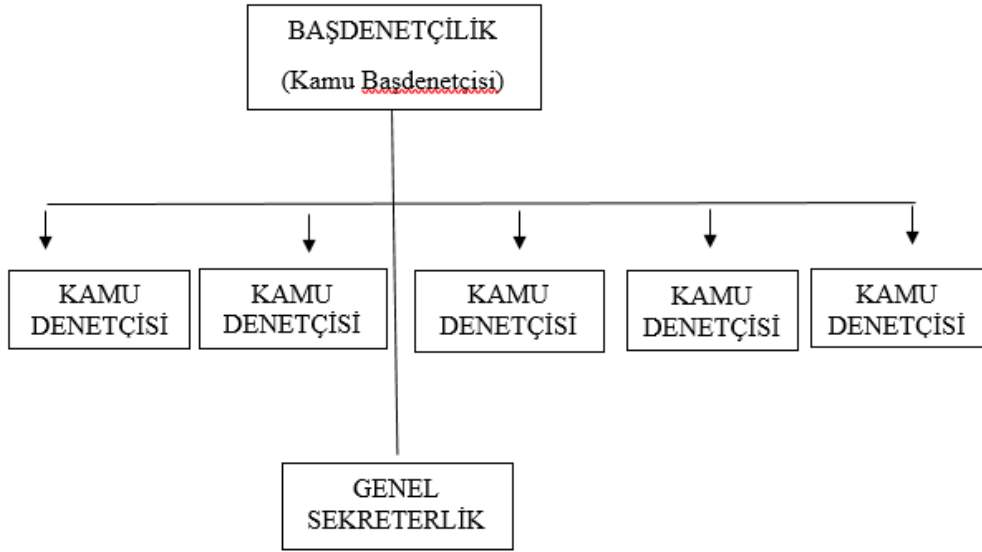 BAŞDENETÇİLİK
(Kamu Başdenetçisi)
KAMU
DENETÇİSİ
KAMU
DENETÇİSİ
KAMU
DENETÇİSİ
KAMU
DENETÇİSİ
KAMU
DENETÇİSİ
GENEL
SEKRETERLİK